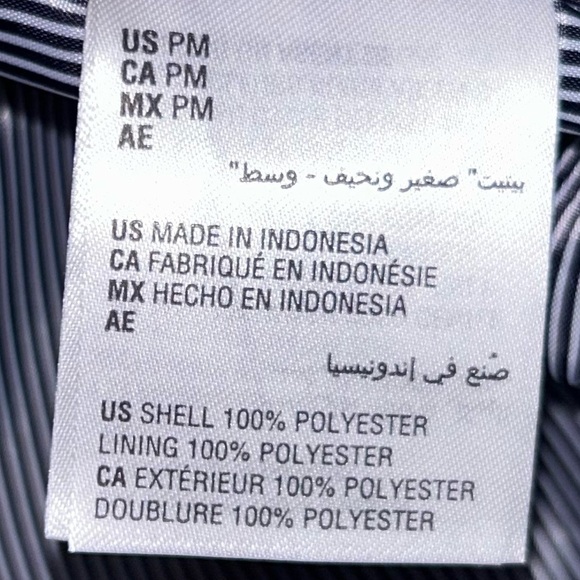 US PM
CA PM
MX PM
AE
بيتيت" صغير ونحيف - وسط"
US MADE IN INDONESIA
CA FABRIQUÉ EN INDONÉSIE
MX HECHO EN INDONESIA
AE
صُنع في إندونيسيا
US SHELL 100% POLYESTER
LINING 100% POLYESTER
CA EXTÉRIEUR 100% POLYESTER
DOUBLURE 100% POLYESTER